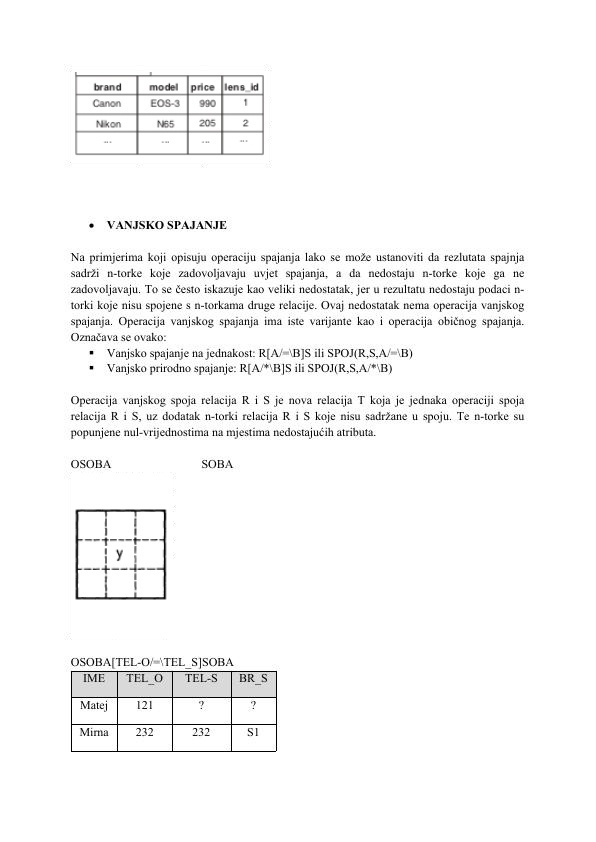 brand model price lens_id
Canon EOS-3 990 1
Nikon N65 205 2
... ... ... ...
• VANJSKO SPAJANJE
Na primjerima koji opisuju operaciju spajanja lako se može ustanoviti da rezlutata spajnja
sadrži n-torke koje zadovoljavaju uvjet spajanja, a da nedostaju n-torke koje ga ne
zadovoljavaju. To se često iskazuje kao veliki nedostatak, jer u rezultatu nedostaju podaci n-
torki koje nisu spojene s n-torkama druge relacije. Ovaj nedostatak nema operacija vanjskog
spajanja. Operacija vanjskog spajanja ima iste varijante kao i operacija običnog spajanja.
Označava se ovako:
▪ Vanjsko spajanje na jednakost: R[A/=\B]S ili SPOJ(R,S,A/=\B)
▪ Vanjsko prirodno spajanje: R[A/*\B]S ili SPOJ(R,S,A/*\B)
Operacija vanjskog spoja relacija R i S je nova relacija T koja je jednaka operaciji spoja
relacija R i S, uz dodatak n-torki relacija R i S koje nisu sadržane u spoju. Te n-torke su
popunjene nul-vrijednostima na mjestima nedostajućih atributa.
OSOBA SOBA
y
OSOBA[TEL-O/=\TEL_S]SOBA
IME TEL_O TEL-S BR_S
Matej 121 ? ?
Mirna 232 232 S1